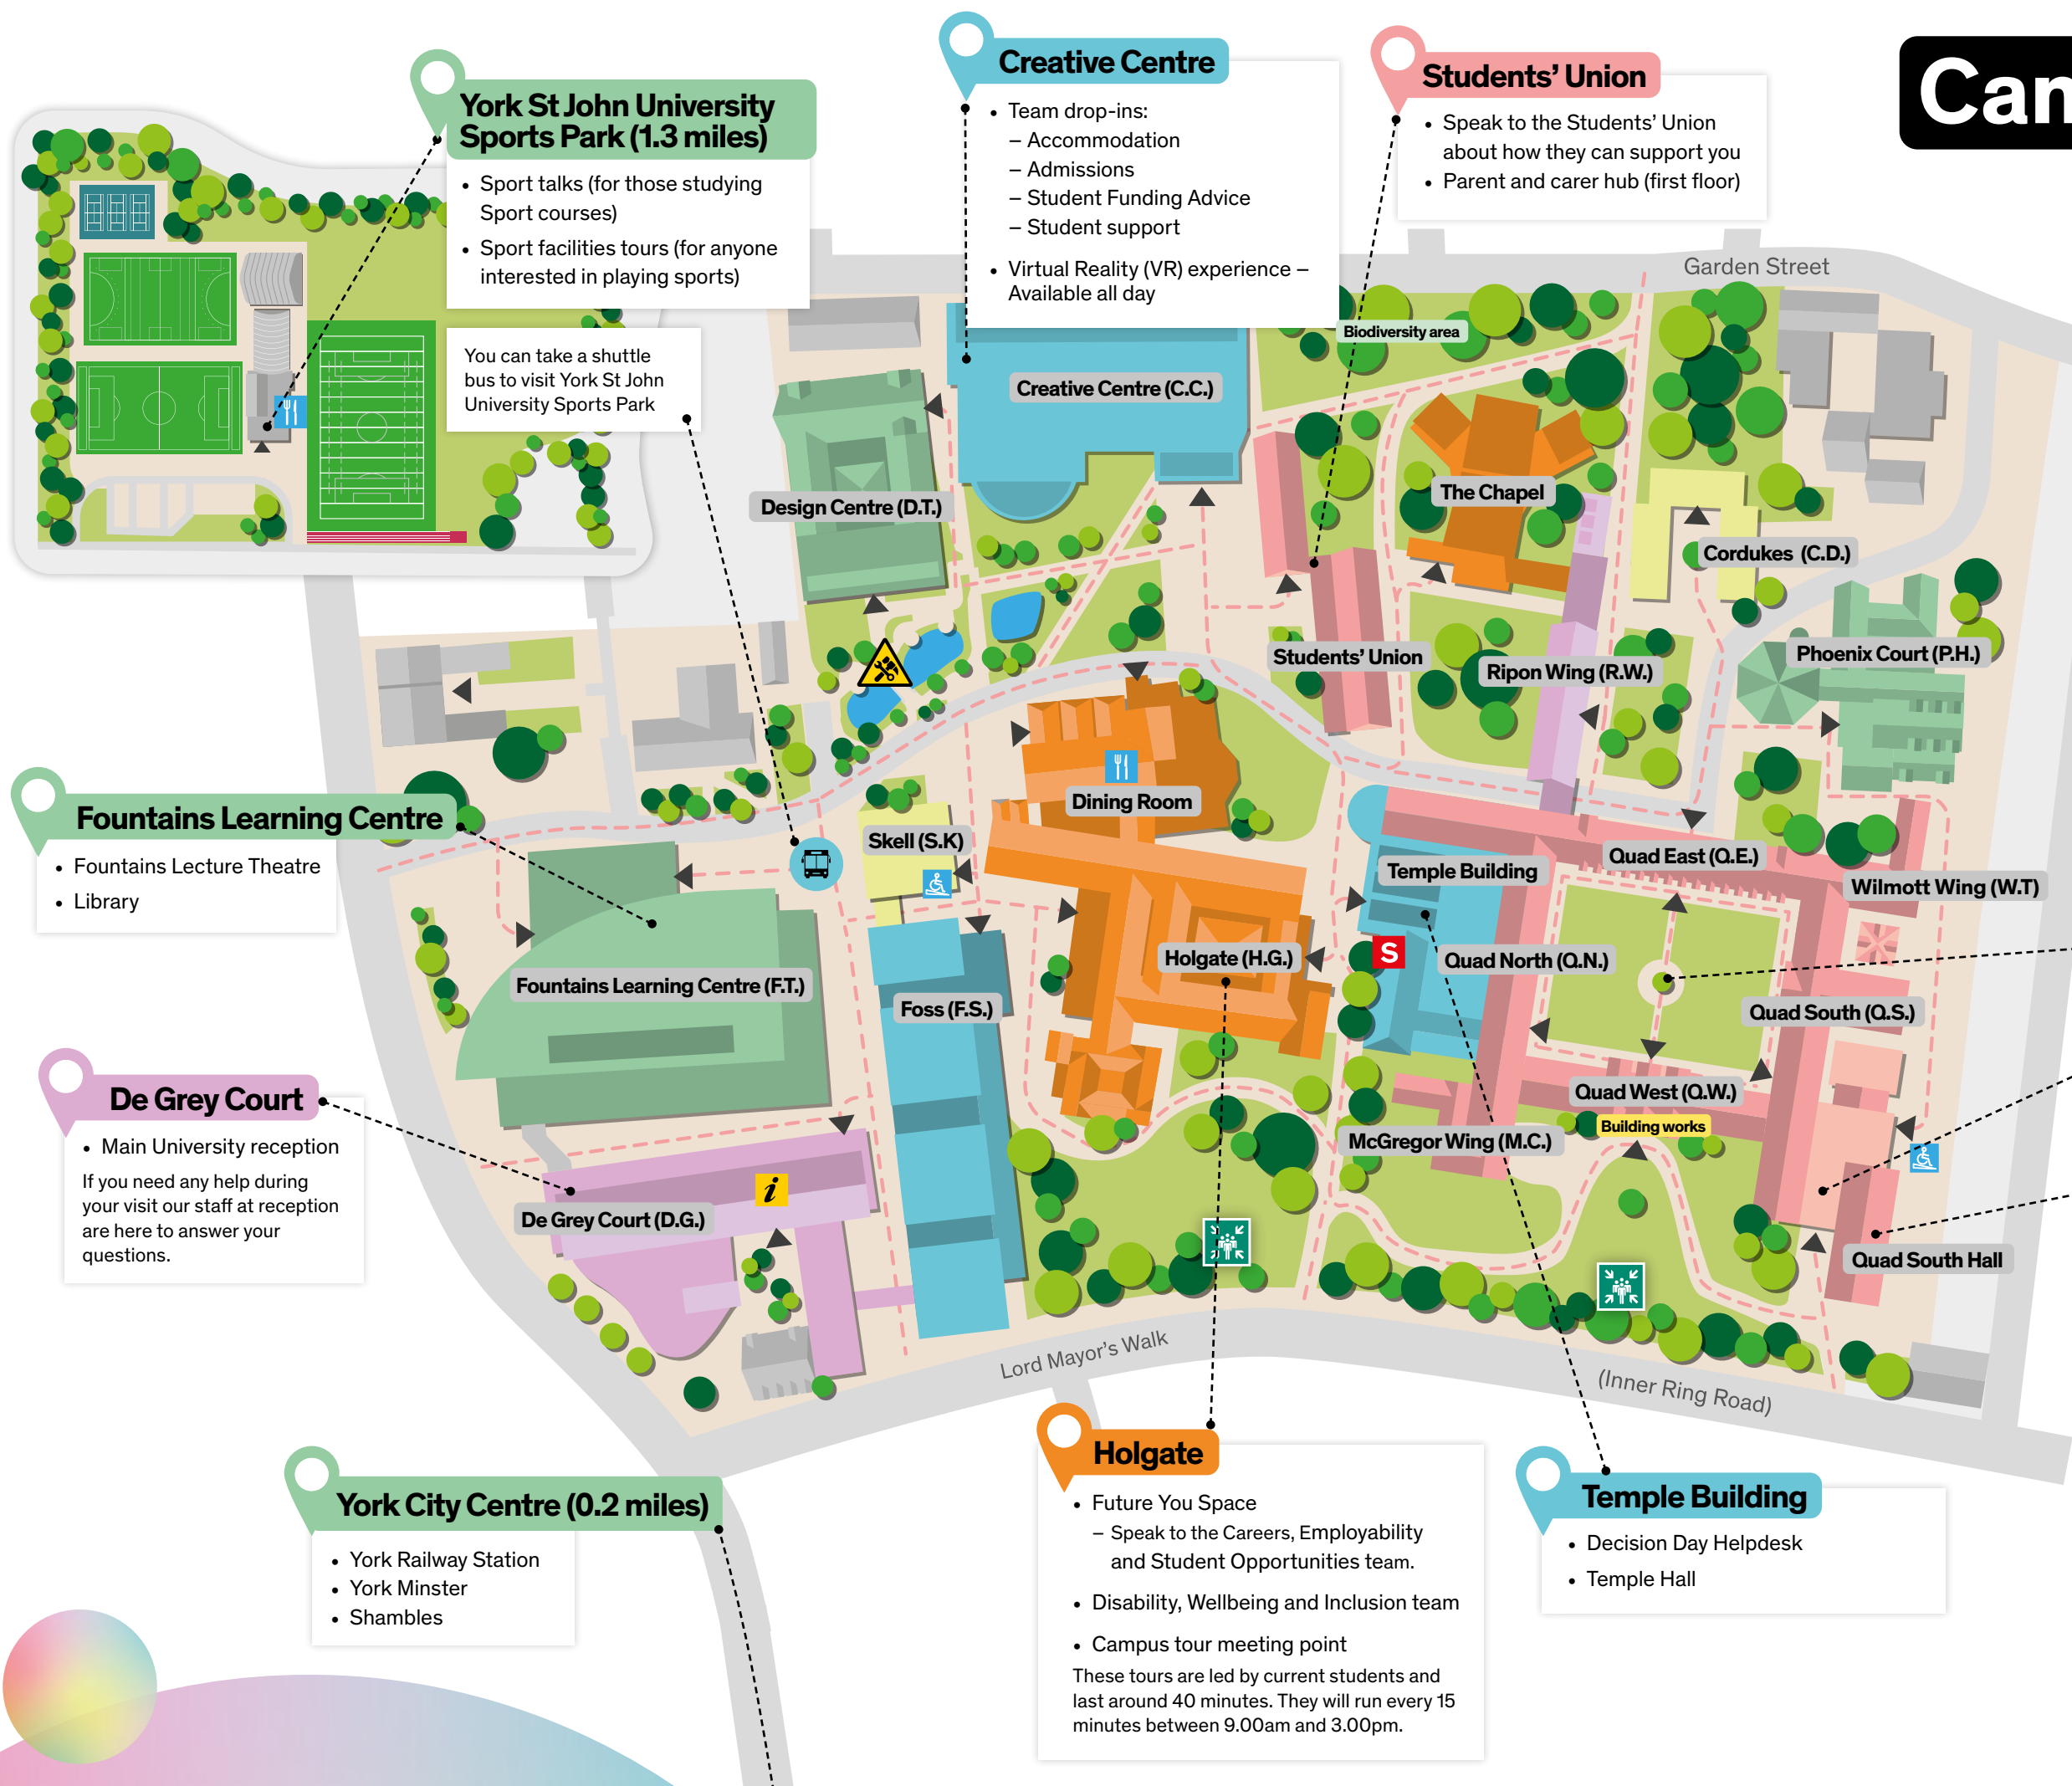 Creative Centre
• Team drop-ins:
– Accommodation
– Admissions
– Student Funding Advice
– Student support
• Virtual Reality (VR) experience –
Available all day
Students’ Union
• Speak to the Students’ Union
about how they can support you
• Parent and carer hub (first floor)
Can
York St John University
Sports Park (1.3 miles)
• Sport talks (for those studying
Sport courses)
• Sport facilities tours (for anyone
interested in playing sports)
You can take a shuttle
bus to visit York St John
University Sports Park
Garden Street
Biodiversity area
Creative Centre (C.C.)
Design Centre (D.T.)
The Chapel
Cordukes (C.D.)
Students’ Union
Ripon Wing (R.W.)
Phoenix Court (P.H.)
Dining Room
Skell (S.K)
Temple Building
Quad East (Q.E.)
Wilmott Wing (W.T)
Fountains Learning Centre
• Fountains Lecture Theatre
• Library
Holgate (H.G.)
S
Quad North (Q.N.)
Fountains Learning Centre (F.T.)
Foss (F.S.)
Quad South (Q.S.)
Quad West (Q.W.)
Building works
McGregor Wing (M.C.)
De Grey Court
• Main University reception
If you need any help during
your visit our staff at reception
are here to answer your
questions.
i
De Grey Court (D.G.)
Quad South Hall
Lord Mayor’s Walk
(Inner Ring Road)
York City Centre (0.2 miles)
• York Railway Station
• York Minster
• Shambles
Holgate
• Future You Space
– Speak to the Careers, Employability
and Student Opportunities team.
• Disability, Wellbeing and Inclusion team
• Campus tour meeting point
These tours are led by current students and
last around 40 minutes. They will run every 15
minutes between 9.00am and 3.00pm.
Temple Building
• Decision Day Helpdesk
• Temple Hall